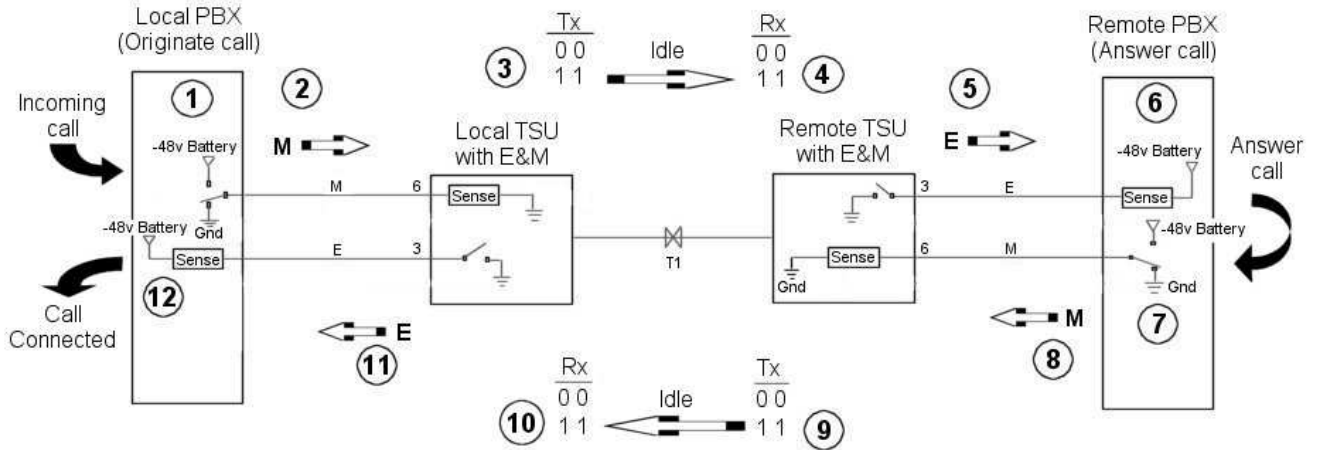 Local PBX
(Originate call)
Tx
Rx
Remote PBX
(Answer call)
0 0
Idle
0 0
3
1 1
1 1
4
1
2
5
6
Incoming
call
-48v Battery
M
Local TSU
with E&M
Remote TSU
with E&M
E
-48v Battery
Answer
call
M
6
Sense
3
E
Sense
-48v Battery
Gnd
E
3
Sense
T1
Gnd
Sense
6
M
-48v Battery
Gnd
12
Call
Connected
E
11
M
8
7
Rx
Tx
0 0
Idle
0 0
10
1 1
1 1
9